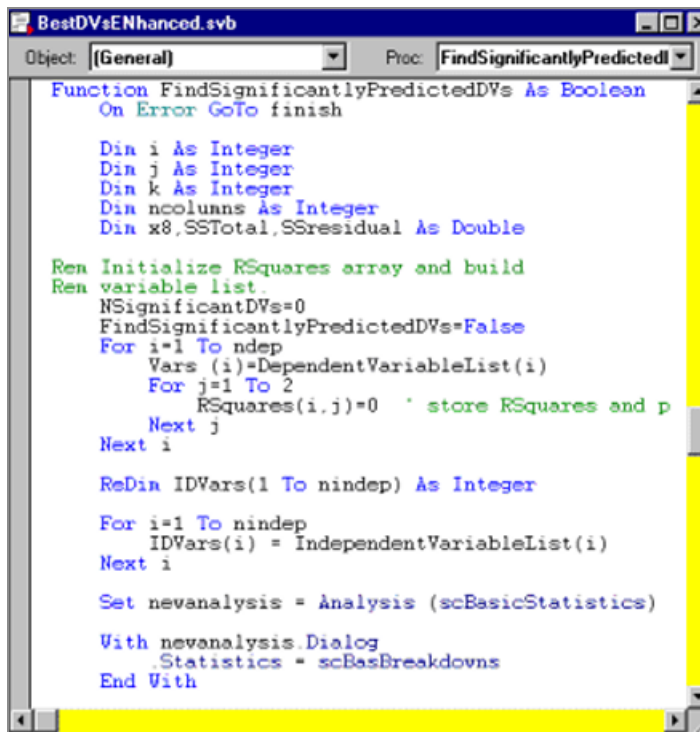 BestDVsENhanced.svb
Object: (General) Proc: FindSignificantlyPredictedI
Function FindSignificantlyPredictedDVs As Boolean
On Error GoTo finish
Dim i As Integer
Dim j As Integer
Dim k As Integer
Dim ncolumns As Integer
Dim x8,SSTotal,SSresidual As Double
Rem Initialize RSquares array and build
Rem variable list.
NSignificantDVs=0
FindSignificantlyPredictedDVs=False
For i=1 To ndep
Vars (i)=DependentVariableList(i)
For j=1 To 2
RSquares(i,j)=0 ' store RSquares and p
Next j
Next i
ReDim IDVars(1 To nindep) As Integer
For i=1 To nindep
IDVars(i) = IndependentVariableList(i)
Next i
Set newanalysis = Analysis (scBasicStatistics)
With newanalysis.Dialog
.Statistics = scBasBreakdowns
End With